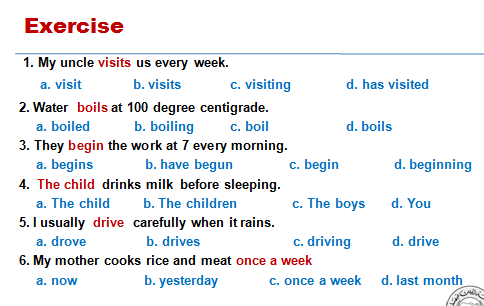 Exercise
1. My uncle visits us every week.
a. visit b. visits c. visiting d. has visited
2. Water boils at 100 degree centigrade.
a. boiled b. boiling c. boil d. boils
3. They begin the work at 7 every morning.
a. begins b. have begun c. begin d. beginning
4. The child drinks milk before sleeping.
a. The child b. The children c. The boys d. You
5. I usually drive carefully when it rains.
a. drove b. drives c. driving d. drive
6. My mother cooks rice and meat once a week
a. now b. yesterday c. once a week d. last month